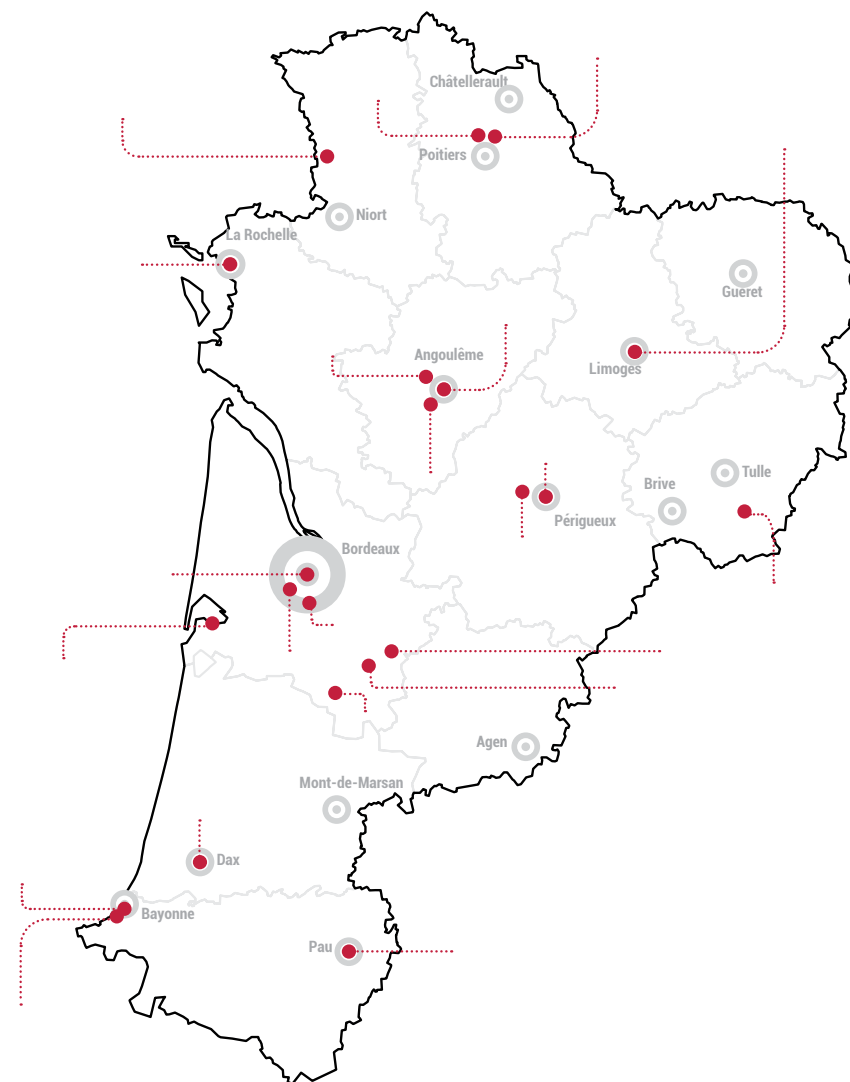 Châtellerault
Poitiers
Niort
La Rochelle
Gueret
Angoulême
Limoges
Tulle
Brive
Périgueux
Bordeaux
Agen
Mont-de-Marsan
Dax
Bayonne
Pau